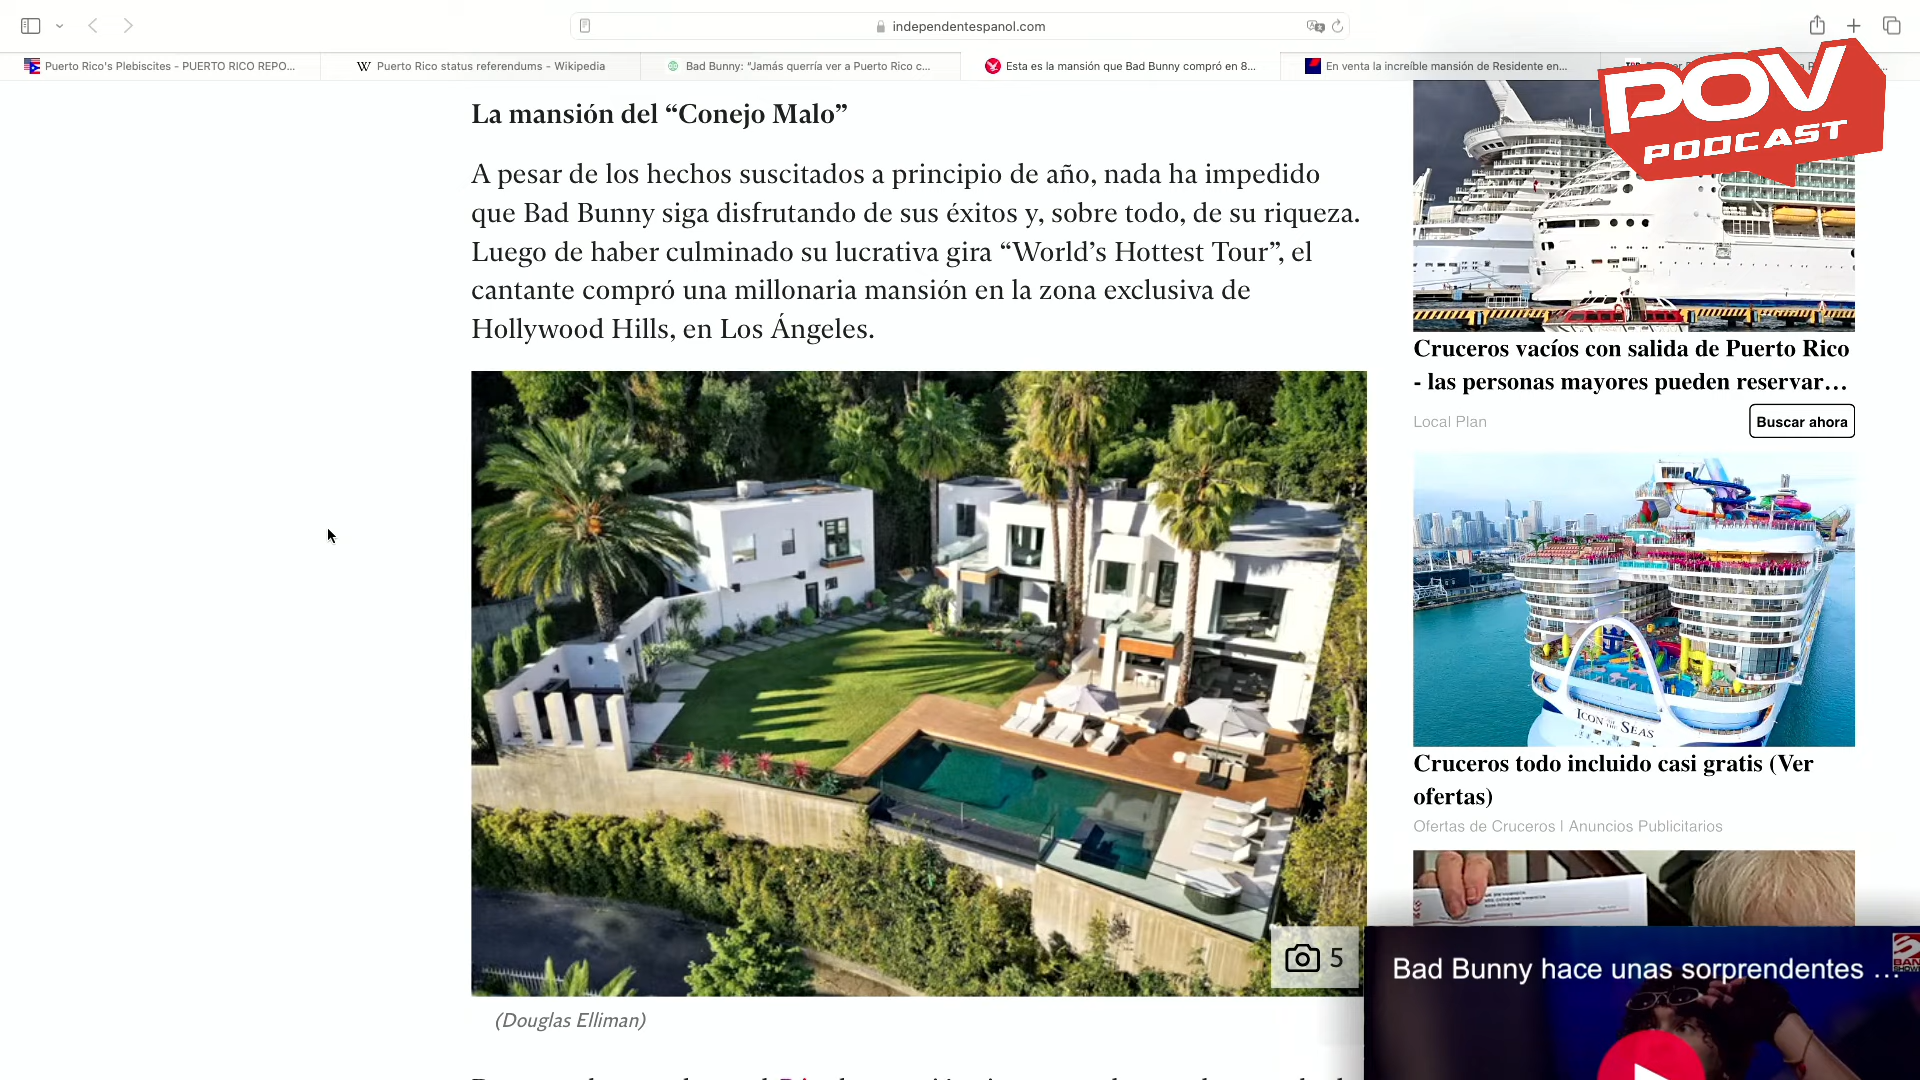 independentespanol.com
Puerto Rico's Plebiscites - PUERTO RICO REPO...
Puerto Rico status referendums - Wikipedia
Bad Bunny: “Jamás querría ver a Puerto Rico c...
Esta es la mansión que Bad Bunny compró en 8...
En venta la increíble mansión de Residente en...
POV
PODCAST
La mansión del “Conejo Malo”
A pesar de los hechos suscitados a principio de año, nada ha impedido
que Bad Bunny siga disfrutando de sus éxitos y, sobre todo, de su riqueza.
Luego de haber culminado su lucrativa gira “World’s Hottest Tour”, el
cantante compró una millonaria mansión en la zona exclusiva de
Hollywood Hills, en Los Ángeles.
5
(Douglas Elliman)
Cruceros vacíos con salida de Puerto Rico
- las personas mayores pueden reservar…
Local Plan
Buscar ahora
ICON OF THE SEAS
Cruceros todo incluido casi gratis (Ver
ofertas)
Ofertas de Cruceros | Anuncios Publicitarios
Bad Bunny hace unas sorprendentes …